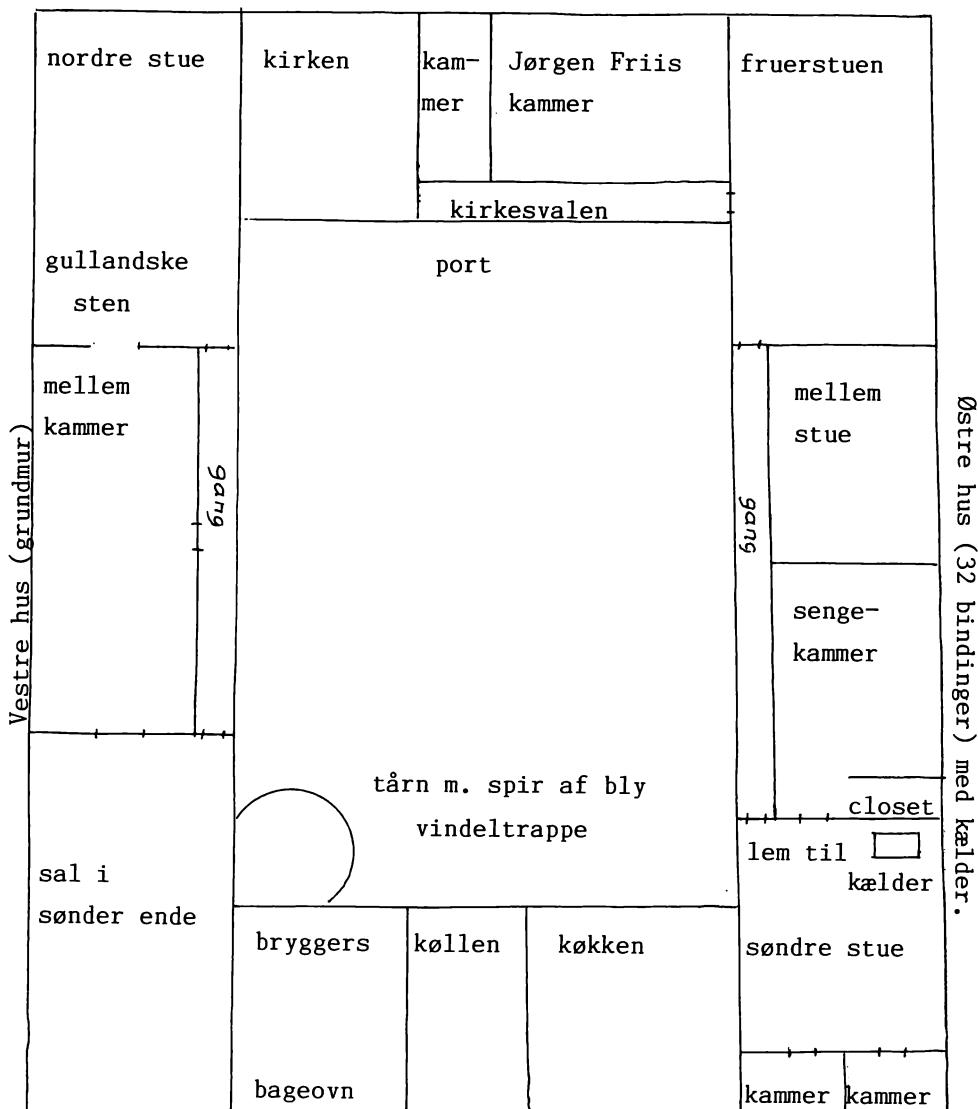 nordre stue
kirken
kam-
mer
Jørgen Friis
kammer
fruerstuen
kirkesvalen
port
gullandske
sten
mellem
kammer
gang
Vestre hus (grundmur)
mellem
stue
gang
senge-
kammer
closet
Østre hus (32 bindinger) med kælder.
tårn m. spir af bly
vindeltrappe
lem til
kælder
sal i
sønder ende
bryggers
køllen
køkken
søndre stue
bageovn
kammer
kammer